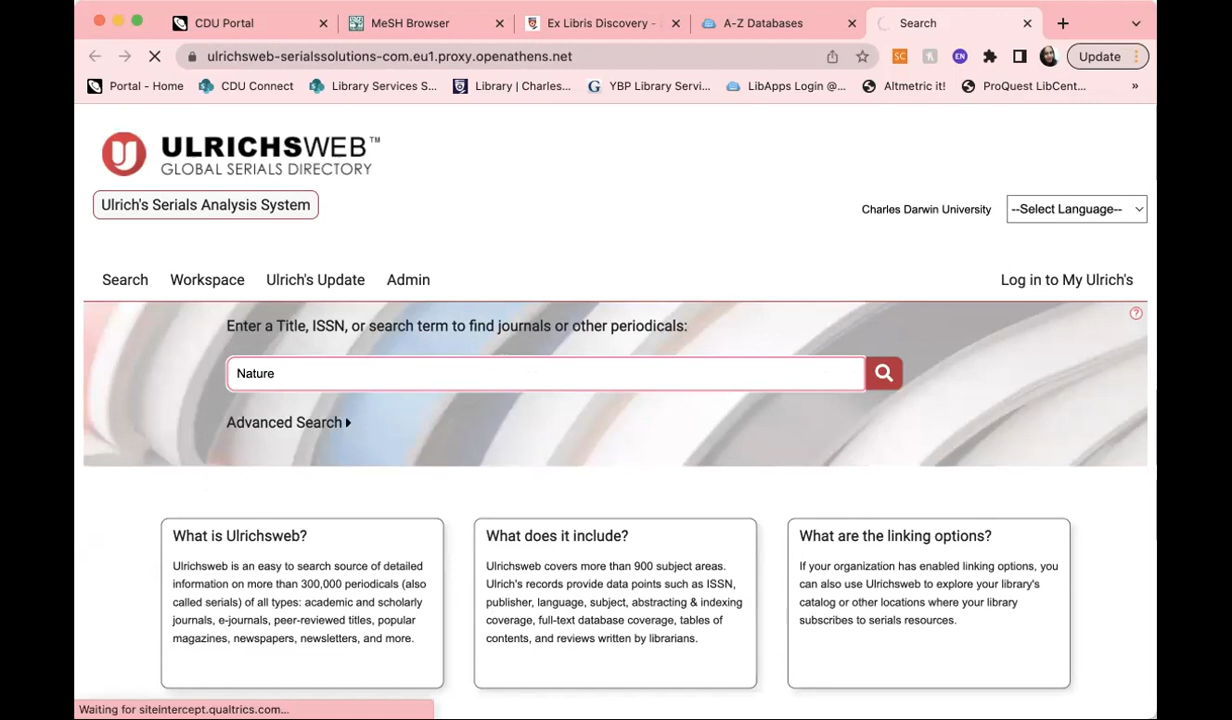 CDU Portal
MeSH Browser
Ex Libris Discovery -
A-Z Databases
Search
ulrichsweb-serialssolutions-com.eu1.proxy.openathens.net
SC
EN
Update
Portal - Home
CDU Connect
Library Services S...
Library | Charles...
G YBP Library Servi...
LibApps Login @...
Altmetric it!
ProQuest LibCent...
»
ULRICHSWEB™
GLOBAL SERIALS DIRECTORY
Ulrich's Serials Analysis System
Charles Darwin University
--Select Language--
Search
Workspace
Ulrich's Update
Admin
Log in to My Ulrich's
Enter a Title, ISSN, or search term to find journals or other periodicals:
?
Nature
Advanced Search
What is Ulrichsweb?
Ulrichsweb is an easy to search source of detailed
information on more than 300,000 periodicals (also
called serials) of all types: academic and scholarly
journals, e-journals, peer-reviewed titles, popular
magazines, newspapers, newsletters, and more.
What does it include?
Ulrichsweb covers more than 900 subject areas.
Ulrich's records provide data points such as ISSN,
publisher, language, subject, abstracting & indexing
coverage, full-text database coverage, tables of
contents, and reviews written by librarians.
What are the linking options?
If your organization has enabled linking options, you
can also use Ulrichsweb to explore your library's
catalog or other locations where your library
subscribes to serials resources.
Waiting for siteintercept.qualtrics.com...